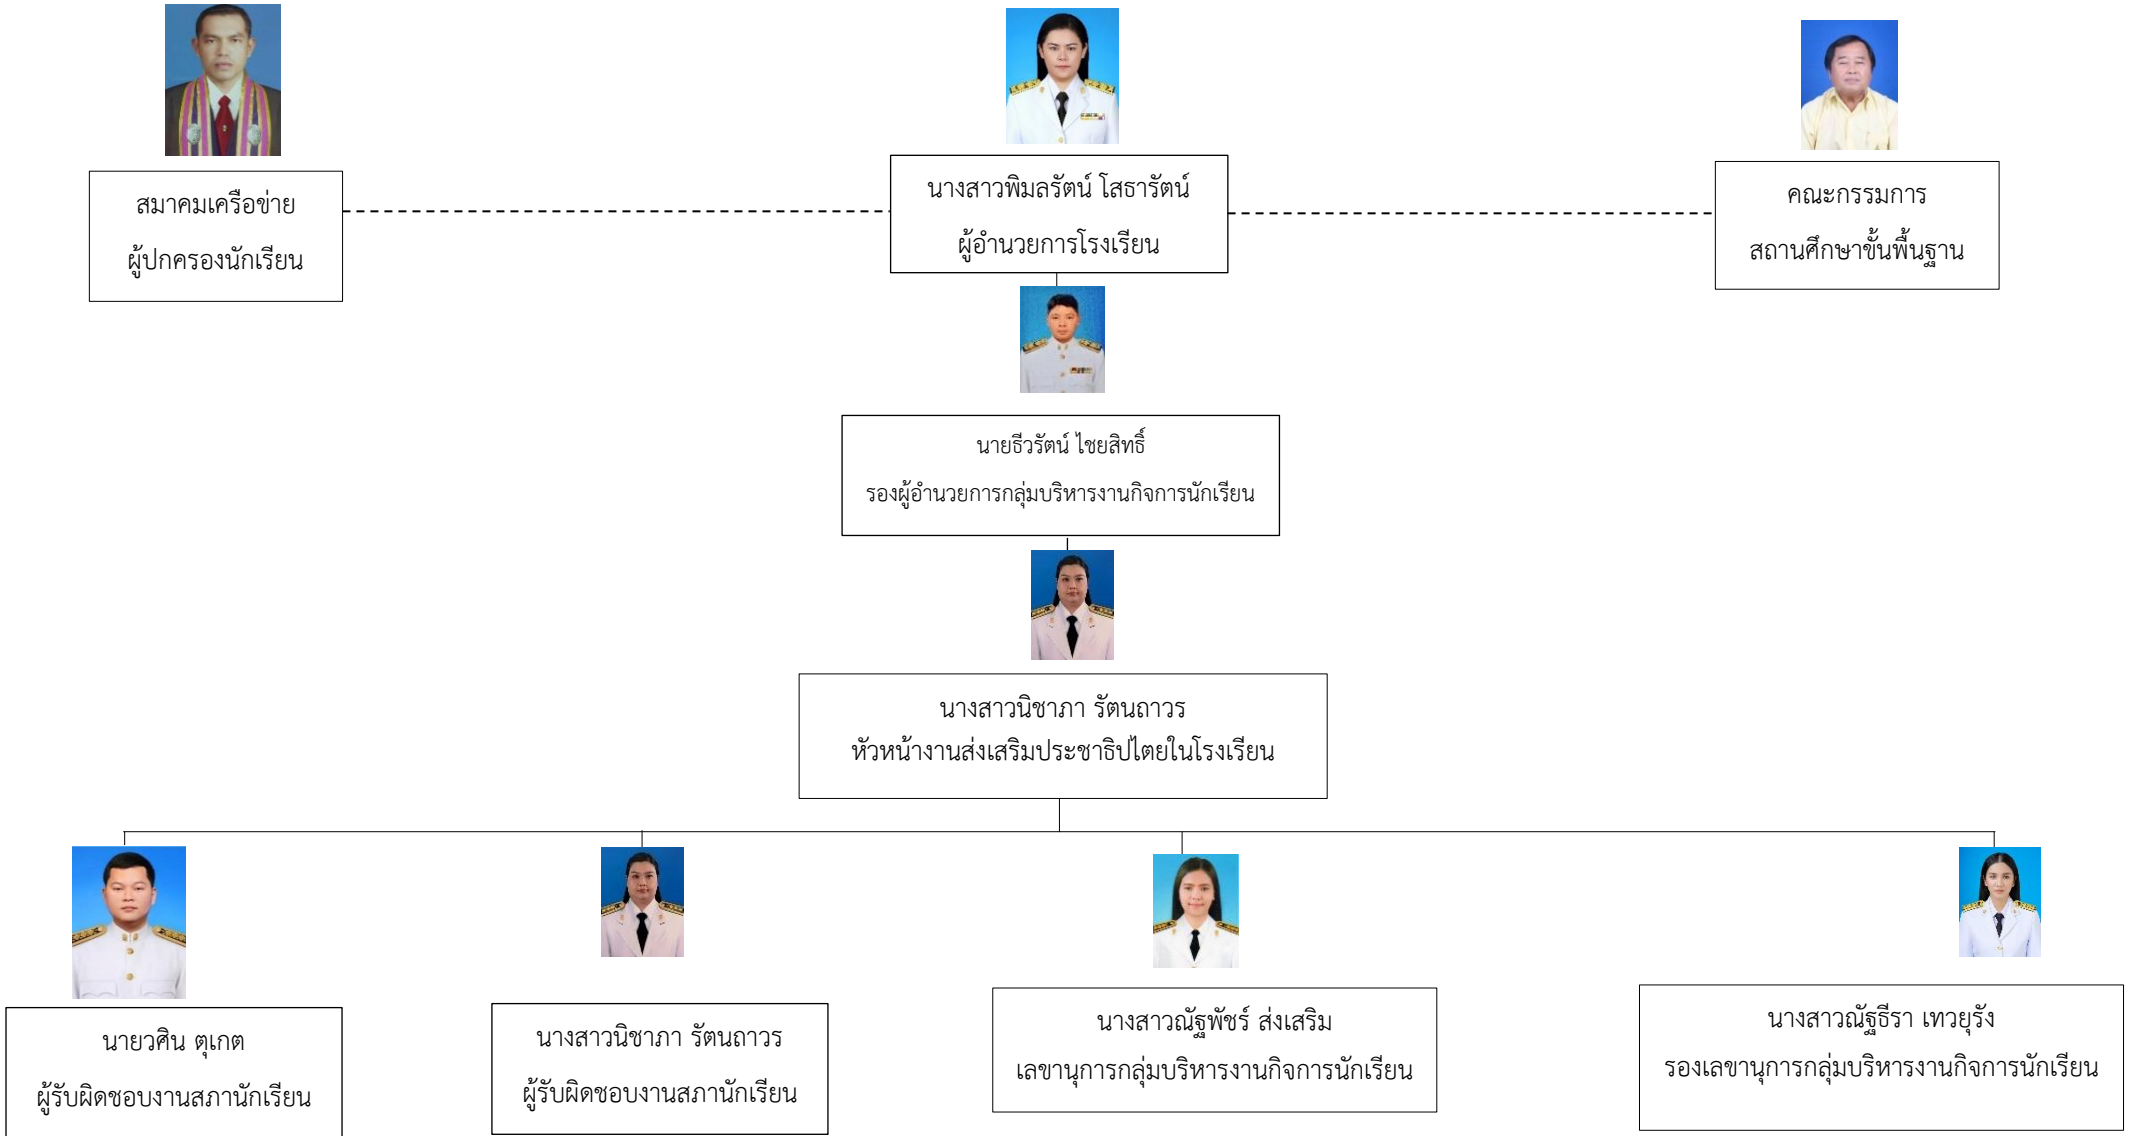 สมาคมเครือข่าย
ผู้ปกครองนักเรียน
นางสาวพิมลรัตน์ โสธารัตน์
ผู้อำนวยการโรงเรียน
คณะกรรมการ
สถานศึกษาขั้นพื้นฐาน
นายธีวรัตน์ ไชยสิทธิ์
รองผู้อำนวยการกลุ่มบริหารงานกิจการนักเรียน
นางสาวนิชาภา รัตนถาวร
หัวหน้างานส่งเสริมประชาธิปไตยในโรงเรียน
นายวศิน ตุเกต
ผู้รับผิดชอบงานสภานักเรียน
นางสาวนิชาภา รัตนถาวร
ผู้รับผิดชอบงานสภานักเรียน
นางสาวณัฐพัชร์ ส่งเสริม
เลขานุการกลุ่มบริหารงานกิจการนักเรียน
นางสาวณัฐธีรา เทวยุรัง
รองเลขานุการกลุ่มบริหารงานกิจการนักเรียน